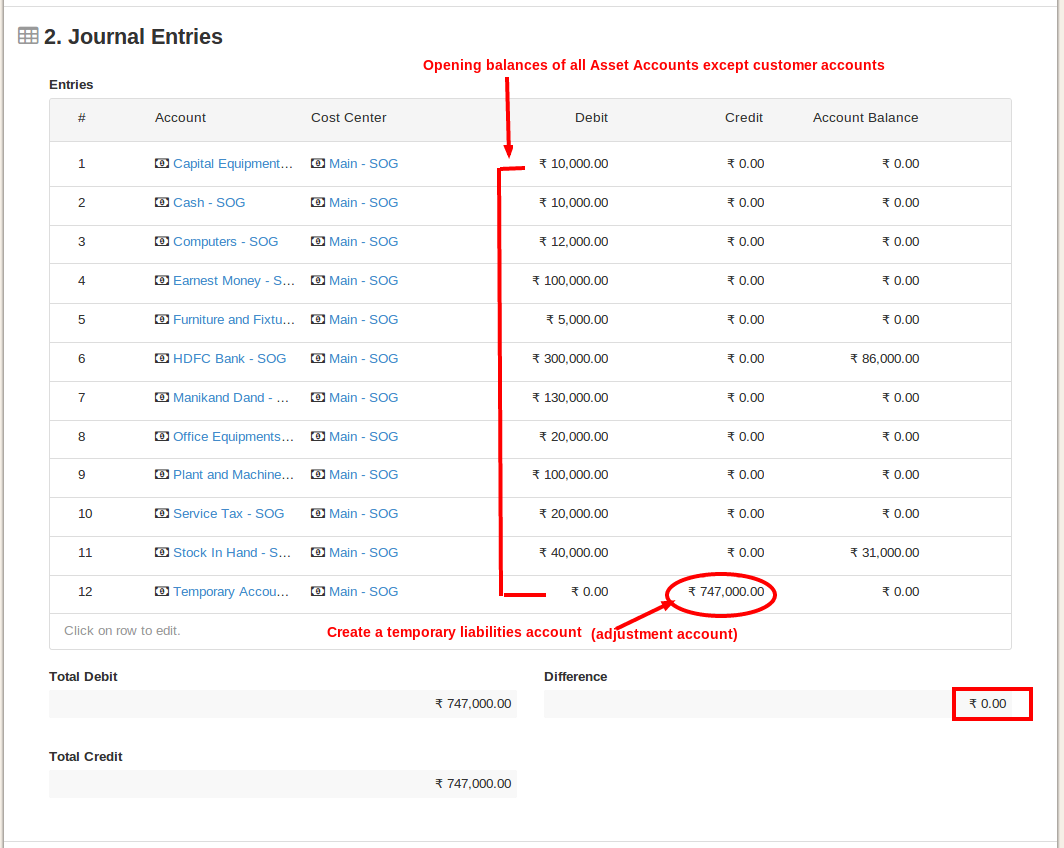 2. Journal Entries
Opening balances of all Asset Accounts except customer accounts
Entries
# Account Cost Center Debit Credit Account Balance
1 Capital Equipment... Main - SOG ₹ 10,000.00 ₹ 0.00 ₹ 0.00
2 Cash - SOG Main - SOG ₹ 10,000.00 ₹ 0.00 ₹ 0.00
3 Computers - SOG Main - SOG ₹ 12,000.00 ₹ 0.00 ₹ 0.00
4 Earnest Money - S... Main - SOG ₹ 100,000.00 ₹ 0.00 ₹ 0.00
5 Furniture and Fixtu... Main - SOG ₹ 5,000.00 ₹ 0.00 ₹ 0.00
6 HDFC Bank - SOG Main - SOG ₹ 300,000.00 ₹ 0.00 ₹ 86,000.00
7 Manikand Dand - ... Main - SOG ₹ 130,000.00 ₹ 0.00 ₹ 0.00
8 Office Equipments... Main - SOG ₹ 20,000.00 ₹ 0.00 ₹ 0.00
9 Plant and Machine... Main - SOG ₹ 100,000.00 ₹ 0.00 ₹ 0.00
10 Service Tax - SOG Main - SOG ₹ 20,000.00 ₹ 0.00 ₹ 0.00
11 Stock In Hand - S... Main - SOG ₹ 40,000.00 ₹ 0.00 ₹ 31,000.00
12 Temporary Accou... Main - SOG ₹ 0.00 ₹ 747,000.00 ₹ 0.00
Click on row to edit.
Create a temporary liabilities account (adjustment account)
Total Debit Difference
₹ 747,000.00 ₹ 0.00
Total Credit
₹ 747,000.00